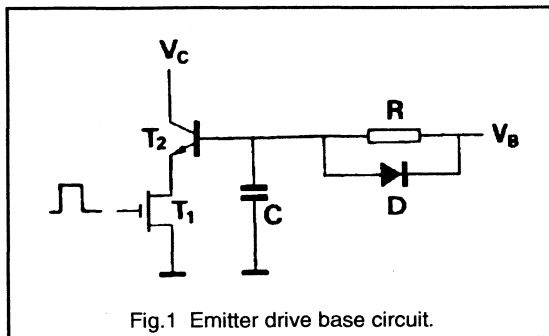 V_C
R
T_2
V_B
T_1
C
D
Fig.1 Emitter drive base circuit.